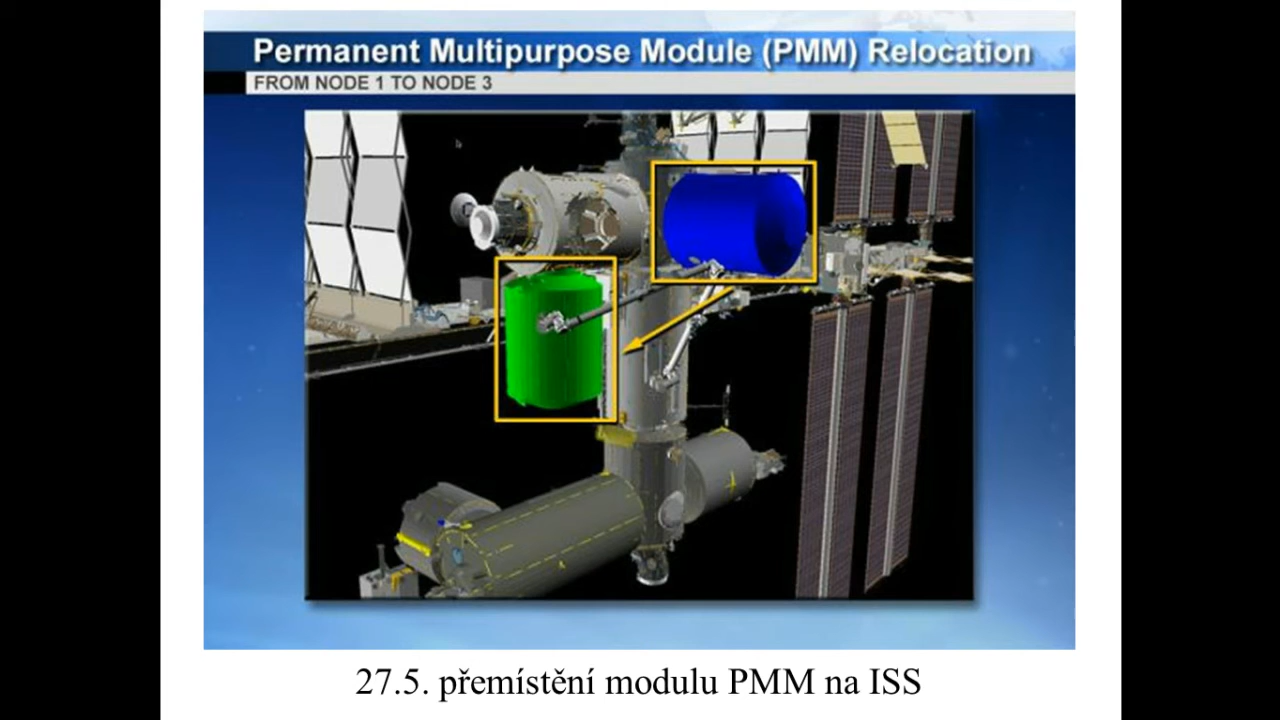 Permanent Multipurpose Module (PMM) Relocation
FROM NODE 1 TO NODE 3
27.5. přemístění modulu PMM na ISS